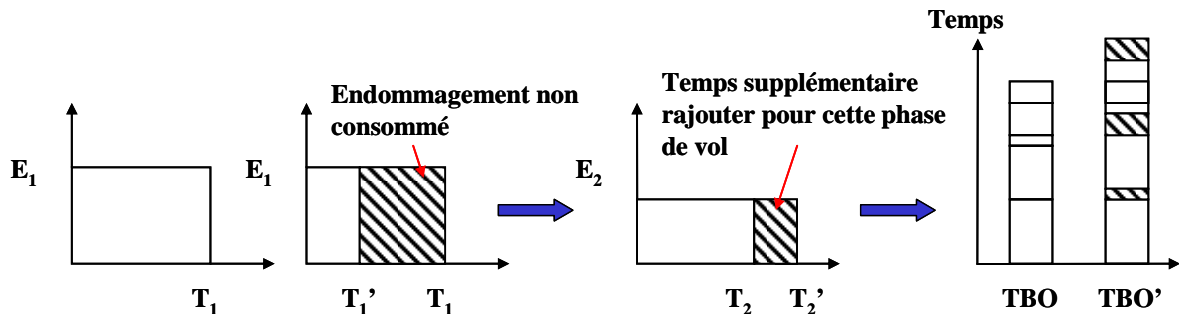 Temps
Endommagement non
consommé
Temps supplémentaire
rajouter pour cette phase
de vol
E1
E1
E2
T1
T1’
T1
T2
T2’
TBO
TBO’